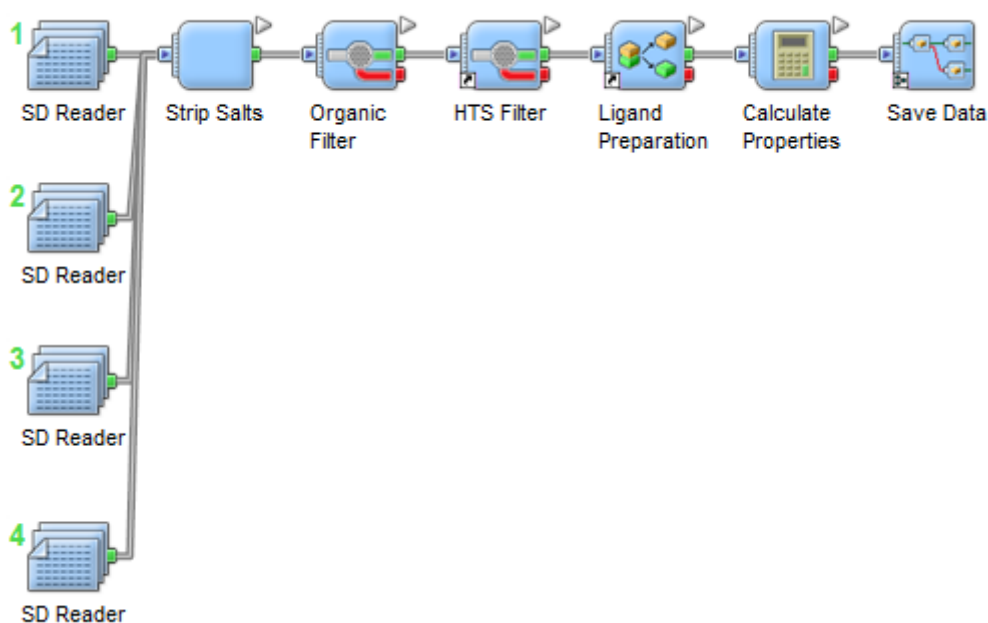 1
SD Reader
Strip Salts
Organic
Filter
HTS Filter
Ligand
Preparation
Calculate
Properties
Save Data
2
SD Reader
3
SD Reader
4
SD Reader